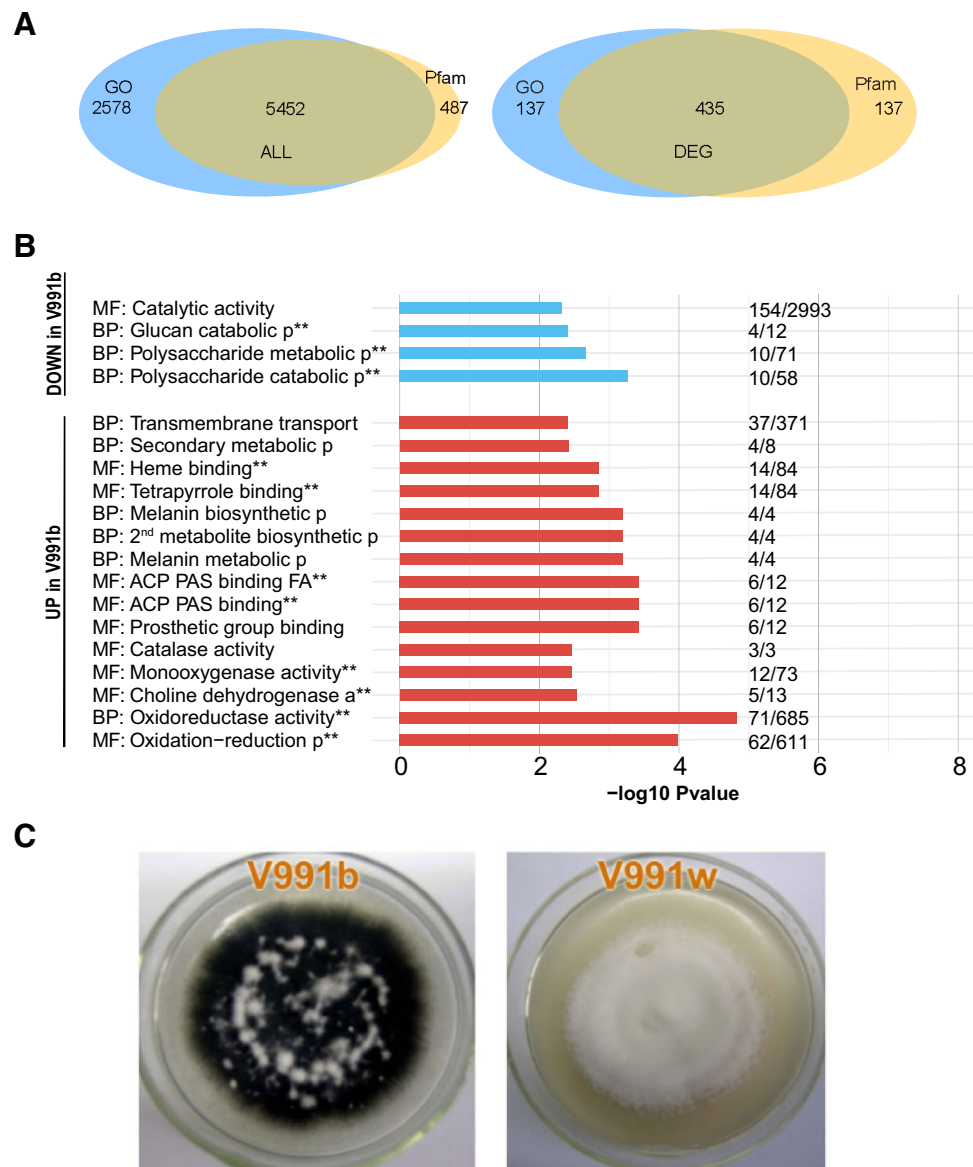 A
GO
2578
5452
ALL
Pfam
487
GO
137
435
DEG
Pfam
137
B
DOWN in V991b
MF: Catalytic activity 154/2993
BP: Glucan catabolic p** 4/12
BP: Polysaccharide metabolic p** 10/71
BP: Polysaccharide catabolic p** 10/58
UP in V991b
BP: Transmembrane transport 37/371
BP: Secondary metabolic p 4/8
MF: Heme binding** 14/84
MF: Tetrapyrrole binding** 14/84
BP: Melanin biosynthetic p 4/4
BP: 2nd metabolite biosynthetic p 4/4
BP: Melanin metabolic p 4/4
MF: ACP PAS binding FA** 6/12
MF: ACP PAS binding** 6/12
MF: Prosthetic group binding 6/12
MF: Catalase activity 3/3
MF: Monooxygenase activity** 12/73
MF: Choline dehydrogenase a** 5/13
BP: Oxidoreductase activity** 71/685
MF: Oxidation−reduction p** 62/611
0 2 4 6 8
−log10 Pvalue
C
V991b
V991w